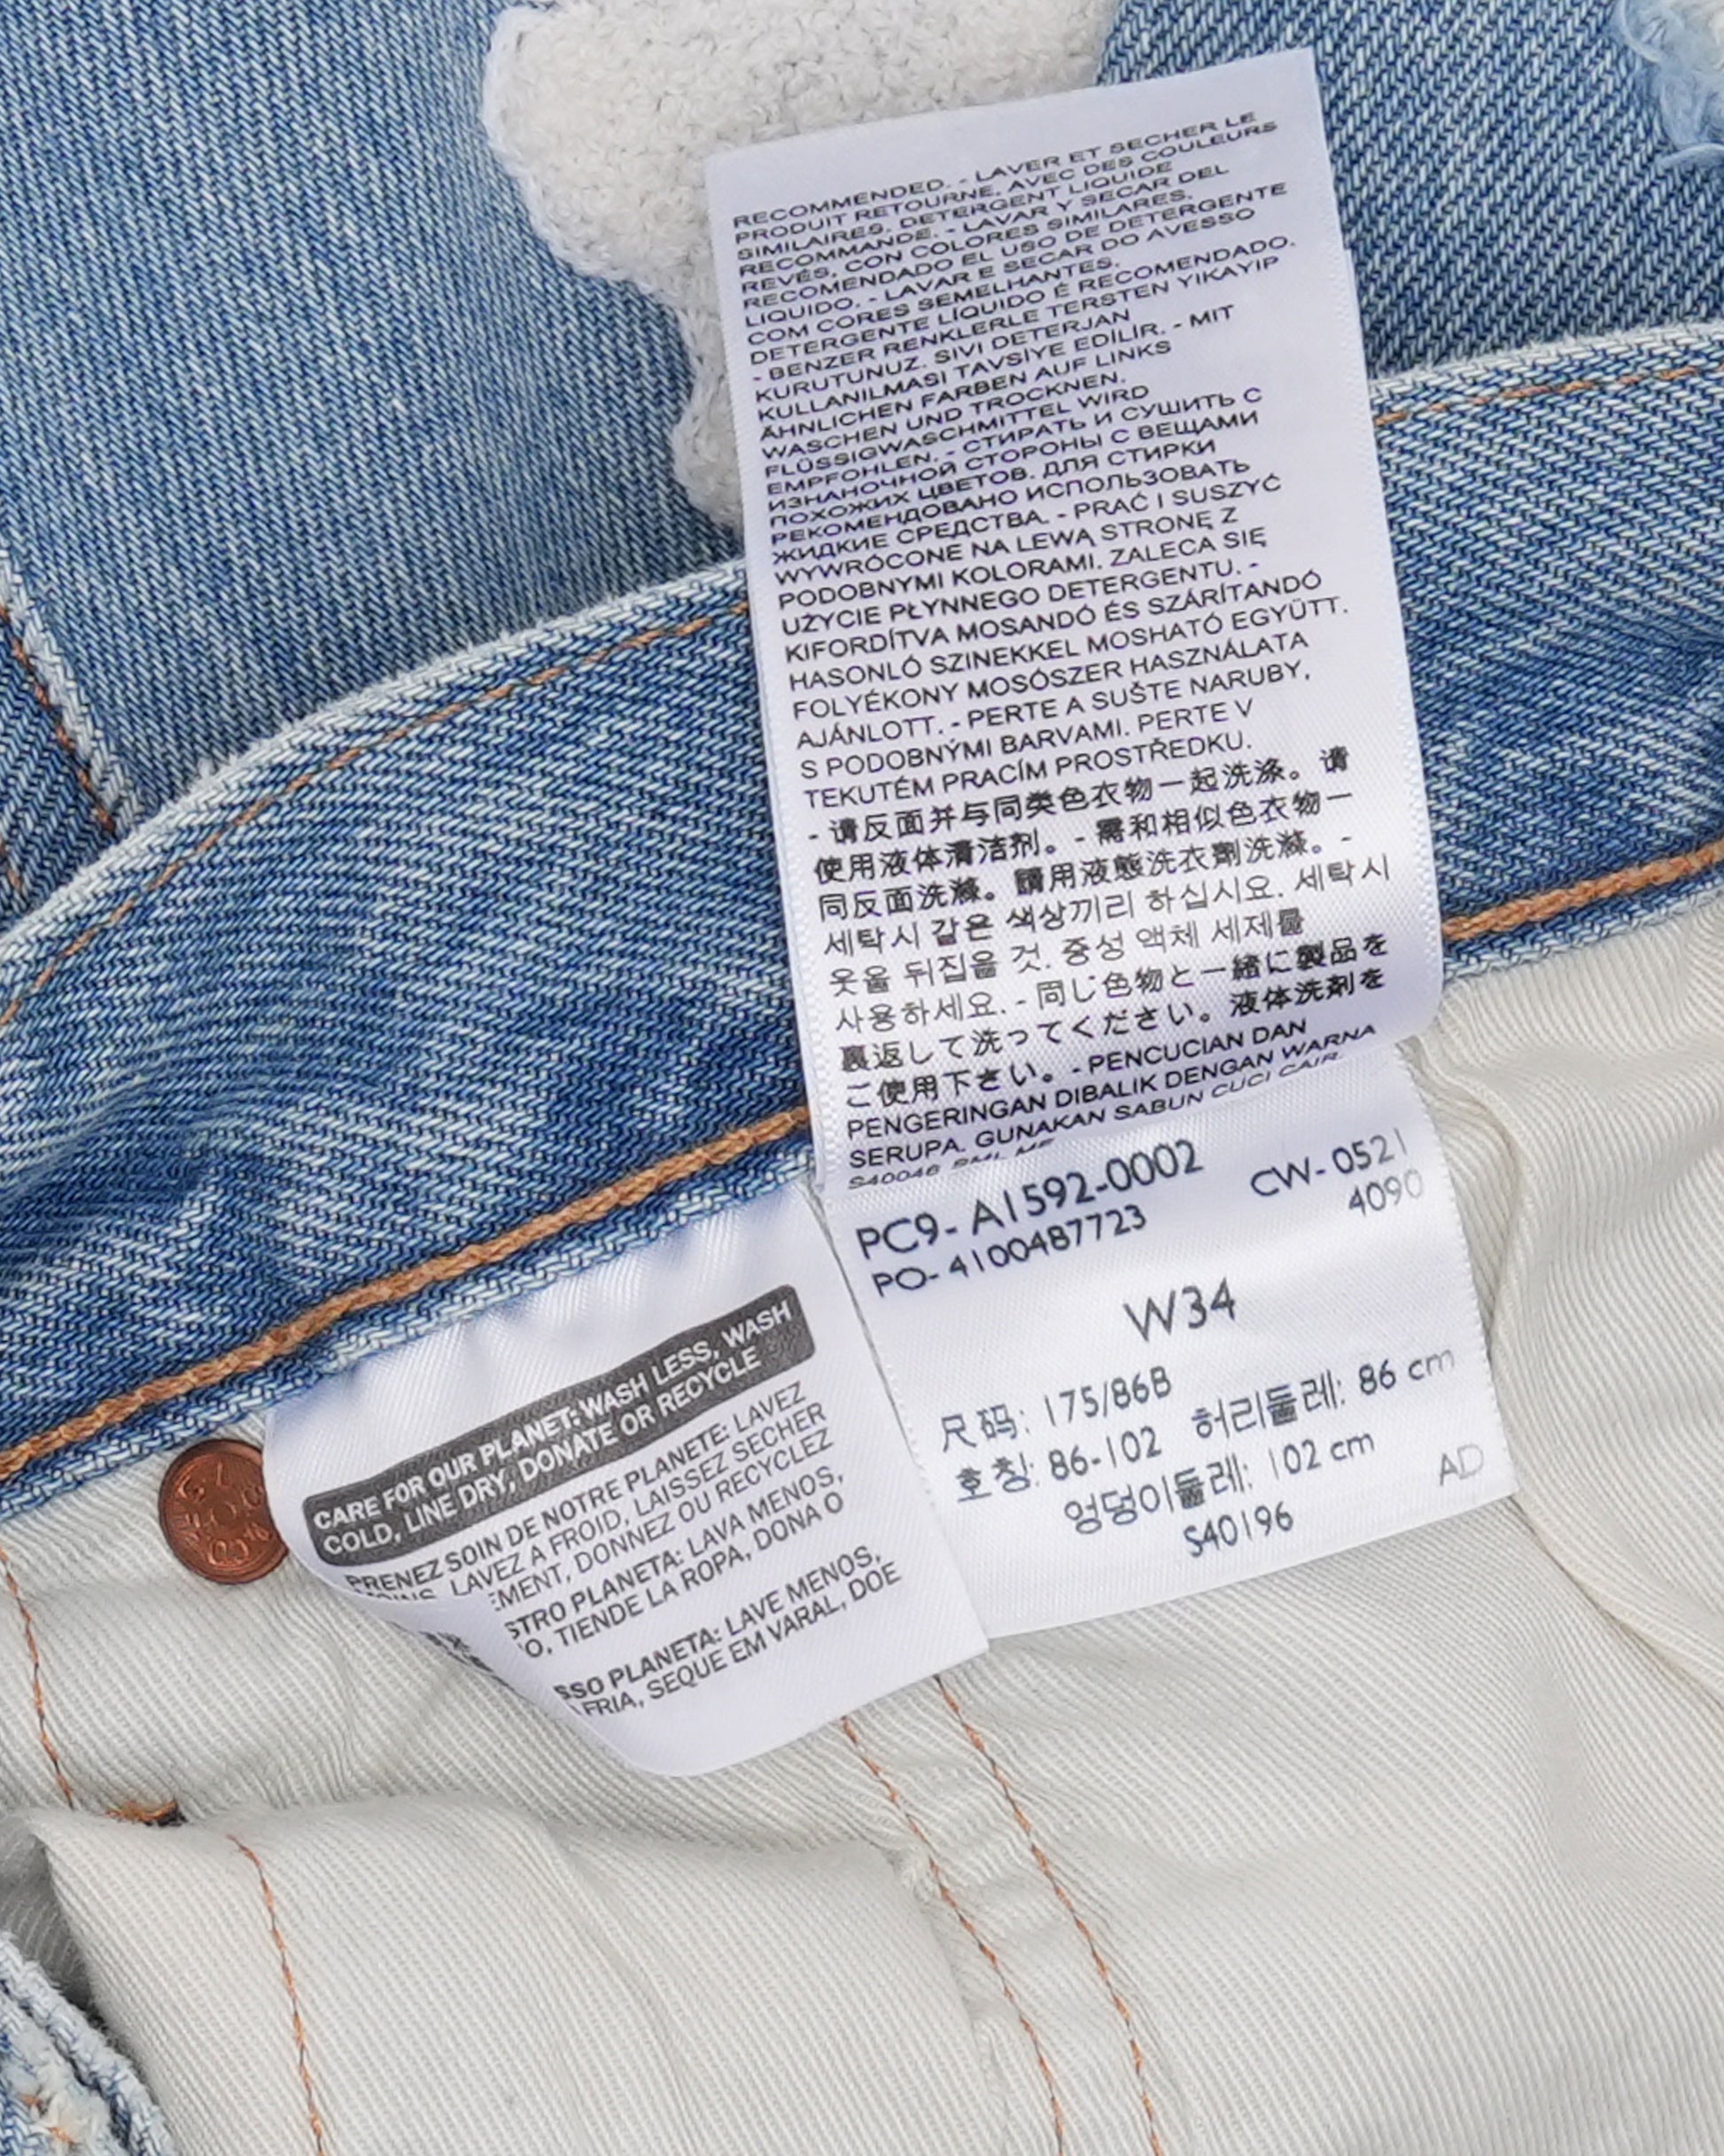 RECOMMENDED. - LAVER ET SECHER LE
PRODUIT RETOURNE, AVEC DES COULEURS
SIMILAIRES. DETERGENT LIQUIDE
RECOMMANDE. - LAVAR Y SECAR DEL
REVÉS, CON COLORES SIMILARES.
RECOMENDADO EL USO DE DETERGENTE
LIQUIDO. - LAVAR E SECAR DO AVESSO
COM CORES SEMELHANTES.
DETERGENTE LÍQUIDO É RECOMENDADO.
- BENZER RENKLERLE TERSTEN YIKAYIP
KURUTUNUZ. SIVI DETERJAN
KULLANILMASI TAVSİYE EDİLİR. - MIT
ÄHNLICHEN FARBEN AUF LINKS
WASCHEN UND TROCKNEN.
FLÜSSIGWASCHMITTEL WIRD
EMPFOHLEN. - СТИРАТЬ И СУШИТЬ С
ИЗНАНОЧНОЙ СТОРОНЫ С ВЕЩАМИ
ПОХОЖИХ ЦВЕТОВ. ДЛЯ СТИРКИ
РЕКОМЕНДОВАНО ИСПОЛЬЗОВАТЬ
ЖИДКИЕ СРЕДСТВА. - PRAĆ I SUSZYĆ
WYWRÓCONE NA LEWĄ STRONĘ Z
PODOBNYMI KOLORAMI. ZALECA SIĘ
UŻYCIE PŁYNNEGO DETERGENTU. -
KIFORDÍTVA MOSANDÓ ÉS SZÁRÍTANDÓ
HASONLÓ SZINEKKEL MOSHATÓ EGYÜTT.
FOLYÉKONY MOSÓSZER HASZNÁLATA
AJÁNLOTT. - PERTE A SUŠTE NARUBY,
S PODOBNÝMI BARVAMI. PERTE V
TEKUTÉM PRACÍM PROSTŘEDKU.
- 请反面并与同类色衣物一起洗涤。请
使用液体清洁剂。- 需和相似色衣物一
同反面洗滌。請用液態洗衣劑洗滌。-
세탁시 같은 색상끼리 하십시요. 세탁시
옷을 뒤집을 것. 중성 액체 세제를
사용하세요. - 同じ色物と一緒に製品を
裏返して洗ってください。液体洗剤を
ご使用下さい。- PENCUCIAN DAN
PENGERINGAN DIBALIK DENGAN WARNA
SERUPA. GUNAKAN SABUN CUCI CAIR.
S40046
PC9- A1592-0002 CW- 0521
PO- 4100487723 4090
W34
尺码: 175/86B
호칭: 86-102 허리둘레: 86 cm
엉덩이둘레: 102 cm AD
S40196
CARE FOR OUR PLANET: WASH LESS, WASH
COLD, LINE DRY, DONATE OR RECYCLE
PRENEZ SOIN DE NOTRE PLANETE: LAVEZ
LAVEZ A FROID, LAISSEZ SECHER
DONNEZ OU RECYCLEZ
PLANETA: LAVA MENOS,
TIENDE LA ROPA, DONA O
PLANETA: LAVE MENOS,
FRIA, SEQUE EM VARAL, DOE